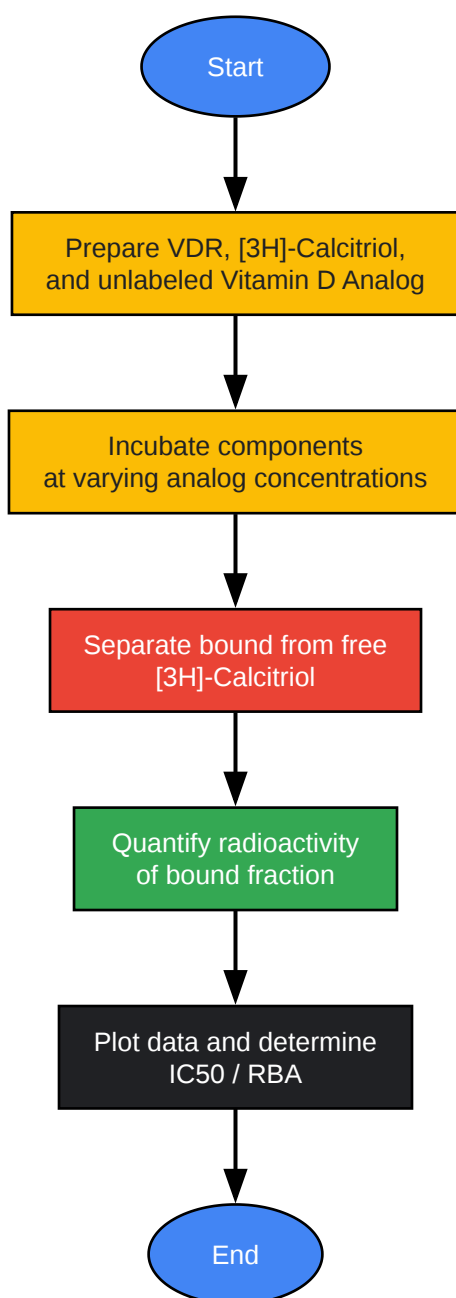 Start
Prepare VDR, [3H]-Calcitriol,
and unlabeled Vitamin D Analog
Incubate components
at varying analog concentrations
Separate bound from free
[3H]-Calcitriol
Quantify radioactivity
of bound fraction
Plot data and determine
IC50 / RBA
End